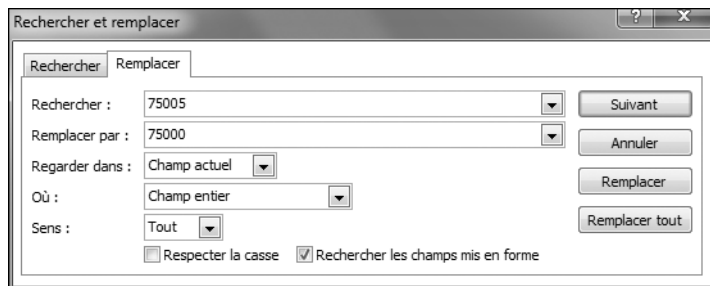 Rechercher et remplacer
? x
Rechercher Remplacer
Rechercher : 75005 Suivant
Remplacer par : 75000 Annuler
Regarder dans : Champ actuel
Remplacer
Où : Champ entier
Sens : Tout Remplacer tout
Respecter la casse Rechercher les champs mis en forme